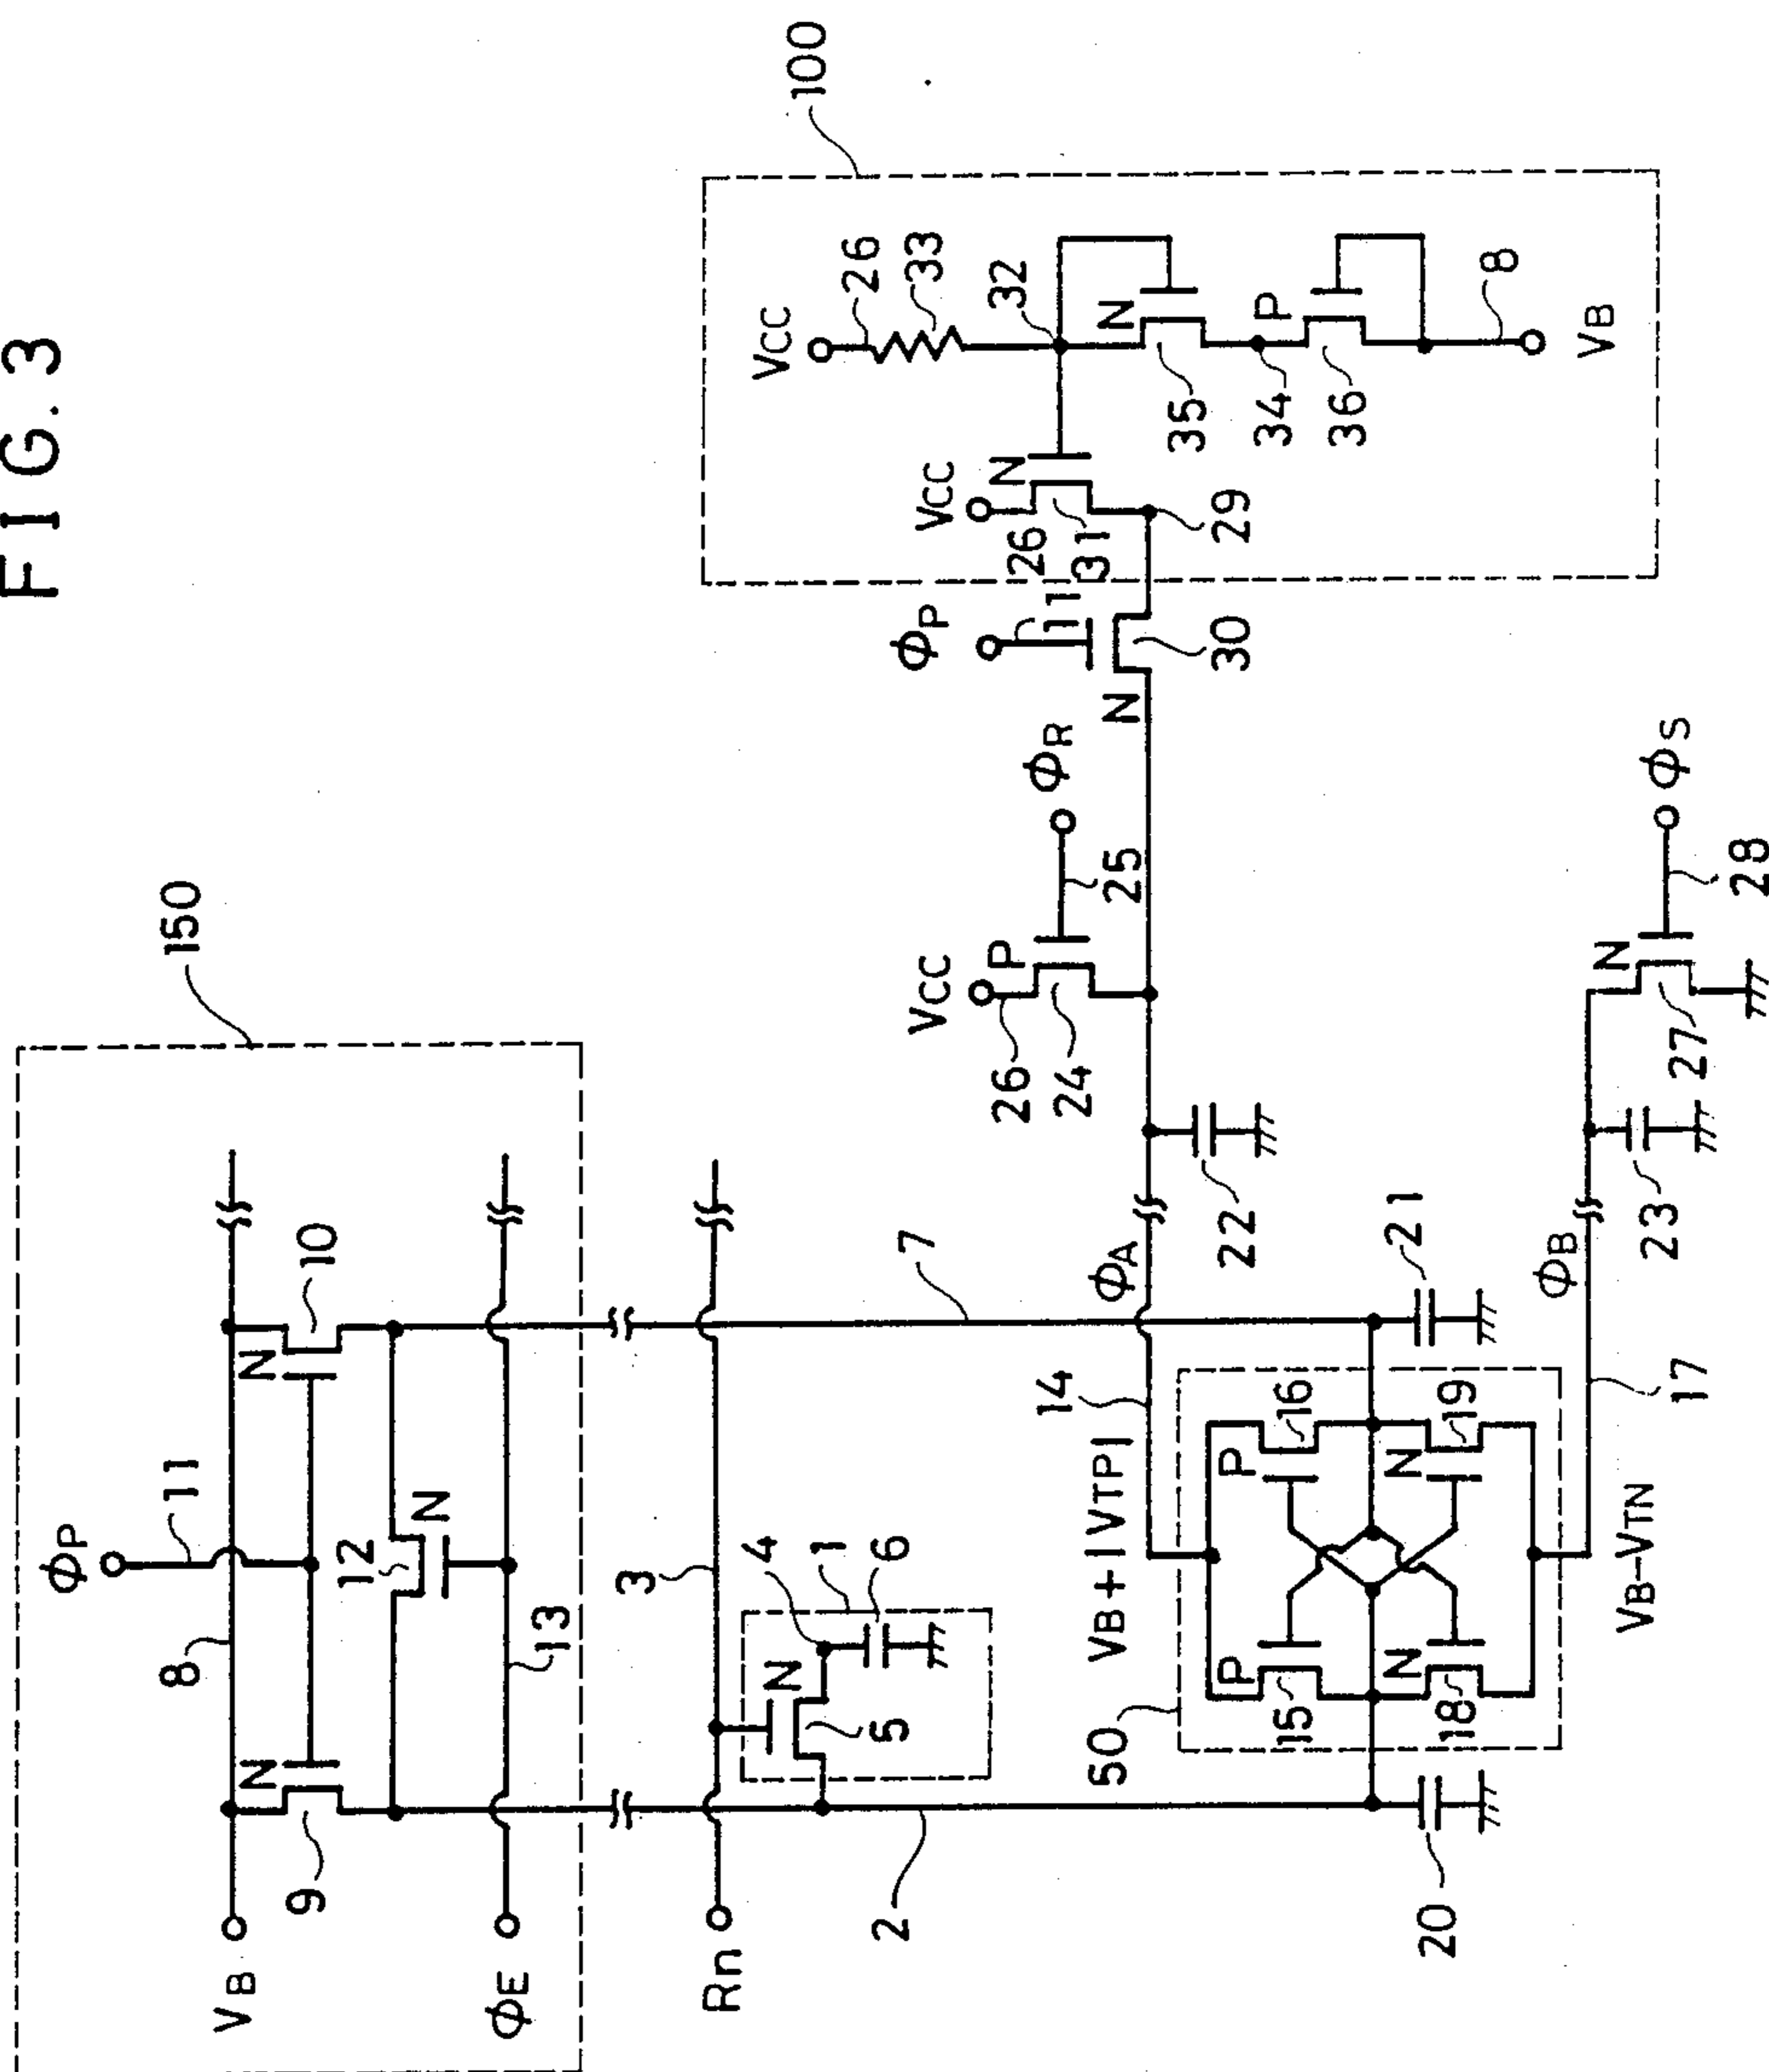 FIG. 3
150
ΦP
11
8
VB
N
9
N
10
12
N
ΦE
13
Rn
3
4
1
6
N
5
2
7
ΦA
14
VB+|VTP|
50
P
15
P
16
N
18
N
19
20
21
22
VB-VTN
17
ΦB
23
27
N
28
ΦS
VCC
26
P
24
25
ΦR
ΦP
11
N
30
100
VCC
26
N
31
29
VCC
26
33
32
N
35
34
P
36
8
VB